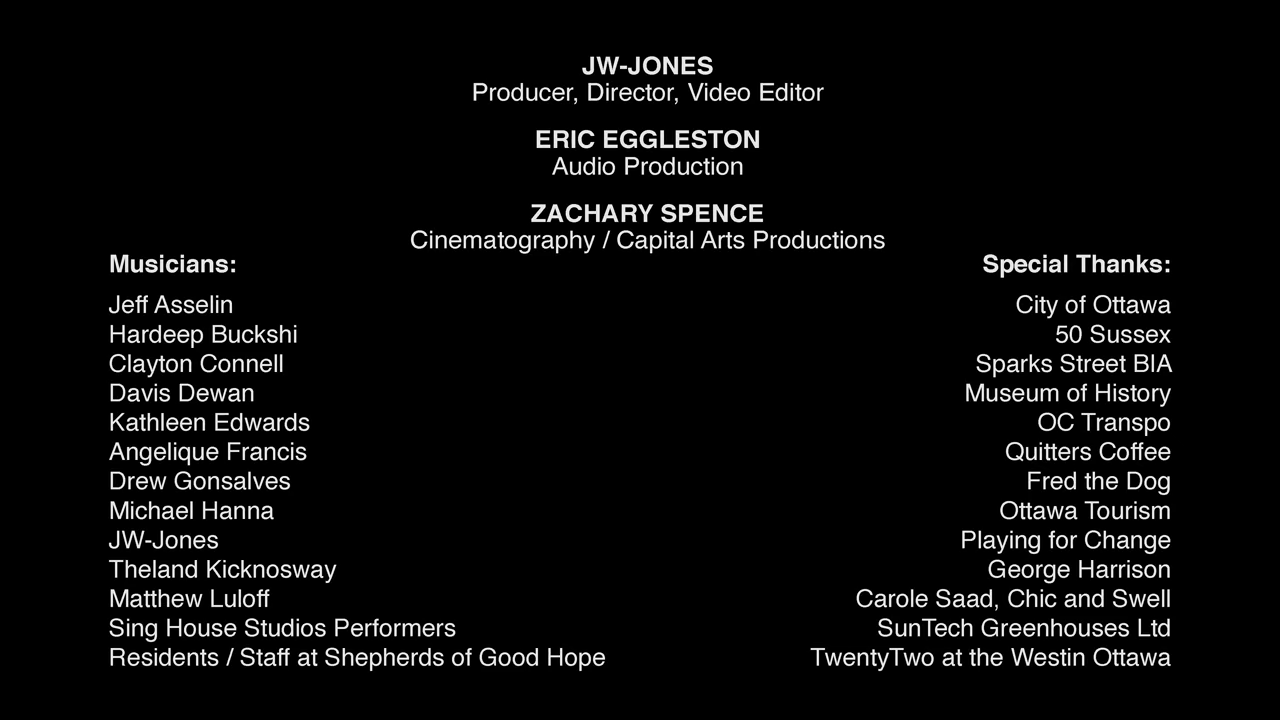 JW-JONES
Producer, Director, Video Editor
ERIC EGGLESTON
Audio Production
ZACHARY SPENCE
Cinematography / Capital Arts Productions
Musicians:
Jeff Asselin
Hardeep Buckshi
Clayton Connell
Davis Dewan
Kathleen Edwards
Angelique Francis
Drew Gonsalves
Michael Hanna
JW-Jones
Theland Kicknosway
Matthew Luloff
Sing House Studios Performers
Residents / Staff at Shepherds of Good Hope
Special Thanks:
City of Ottawa
50 Sussex
Sparks Street BIA
Museum of History
OC Transpo
Quitters Coffee
Fred the Dog
Ottawa Tourism
Playing for Change
George Harrison
Carole Saad, Chic and Swell
SunTech Greenhouses Ltd
TwentyTwo at the Westin Ottawa